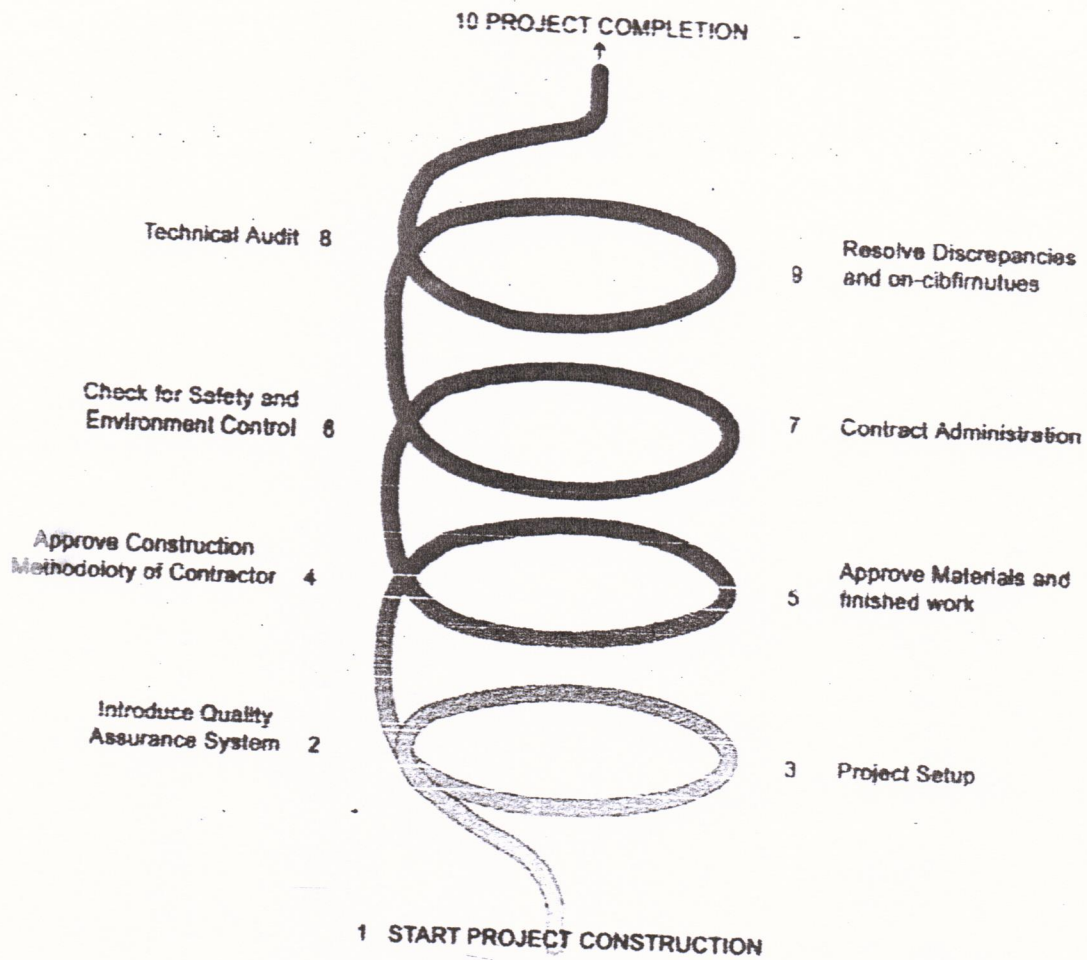 10 PROJECT COMPLETION
Technical Audit 8
9 Resolve Discrepancies
and on-cibfirnutues
Check for Safety and
Environment Control 6
7 Contract Administration
Approve Construction
Methodoloty of Contractor 4
5 Approve Materials and
finished work
Introduce Quality
Assurance System 2
3 Project Setup
1 START PROJECT CONSTRUCTION